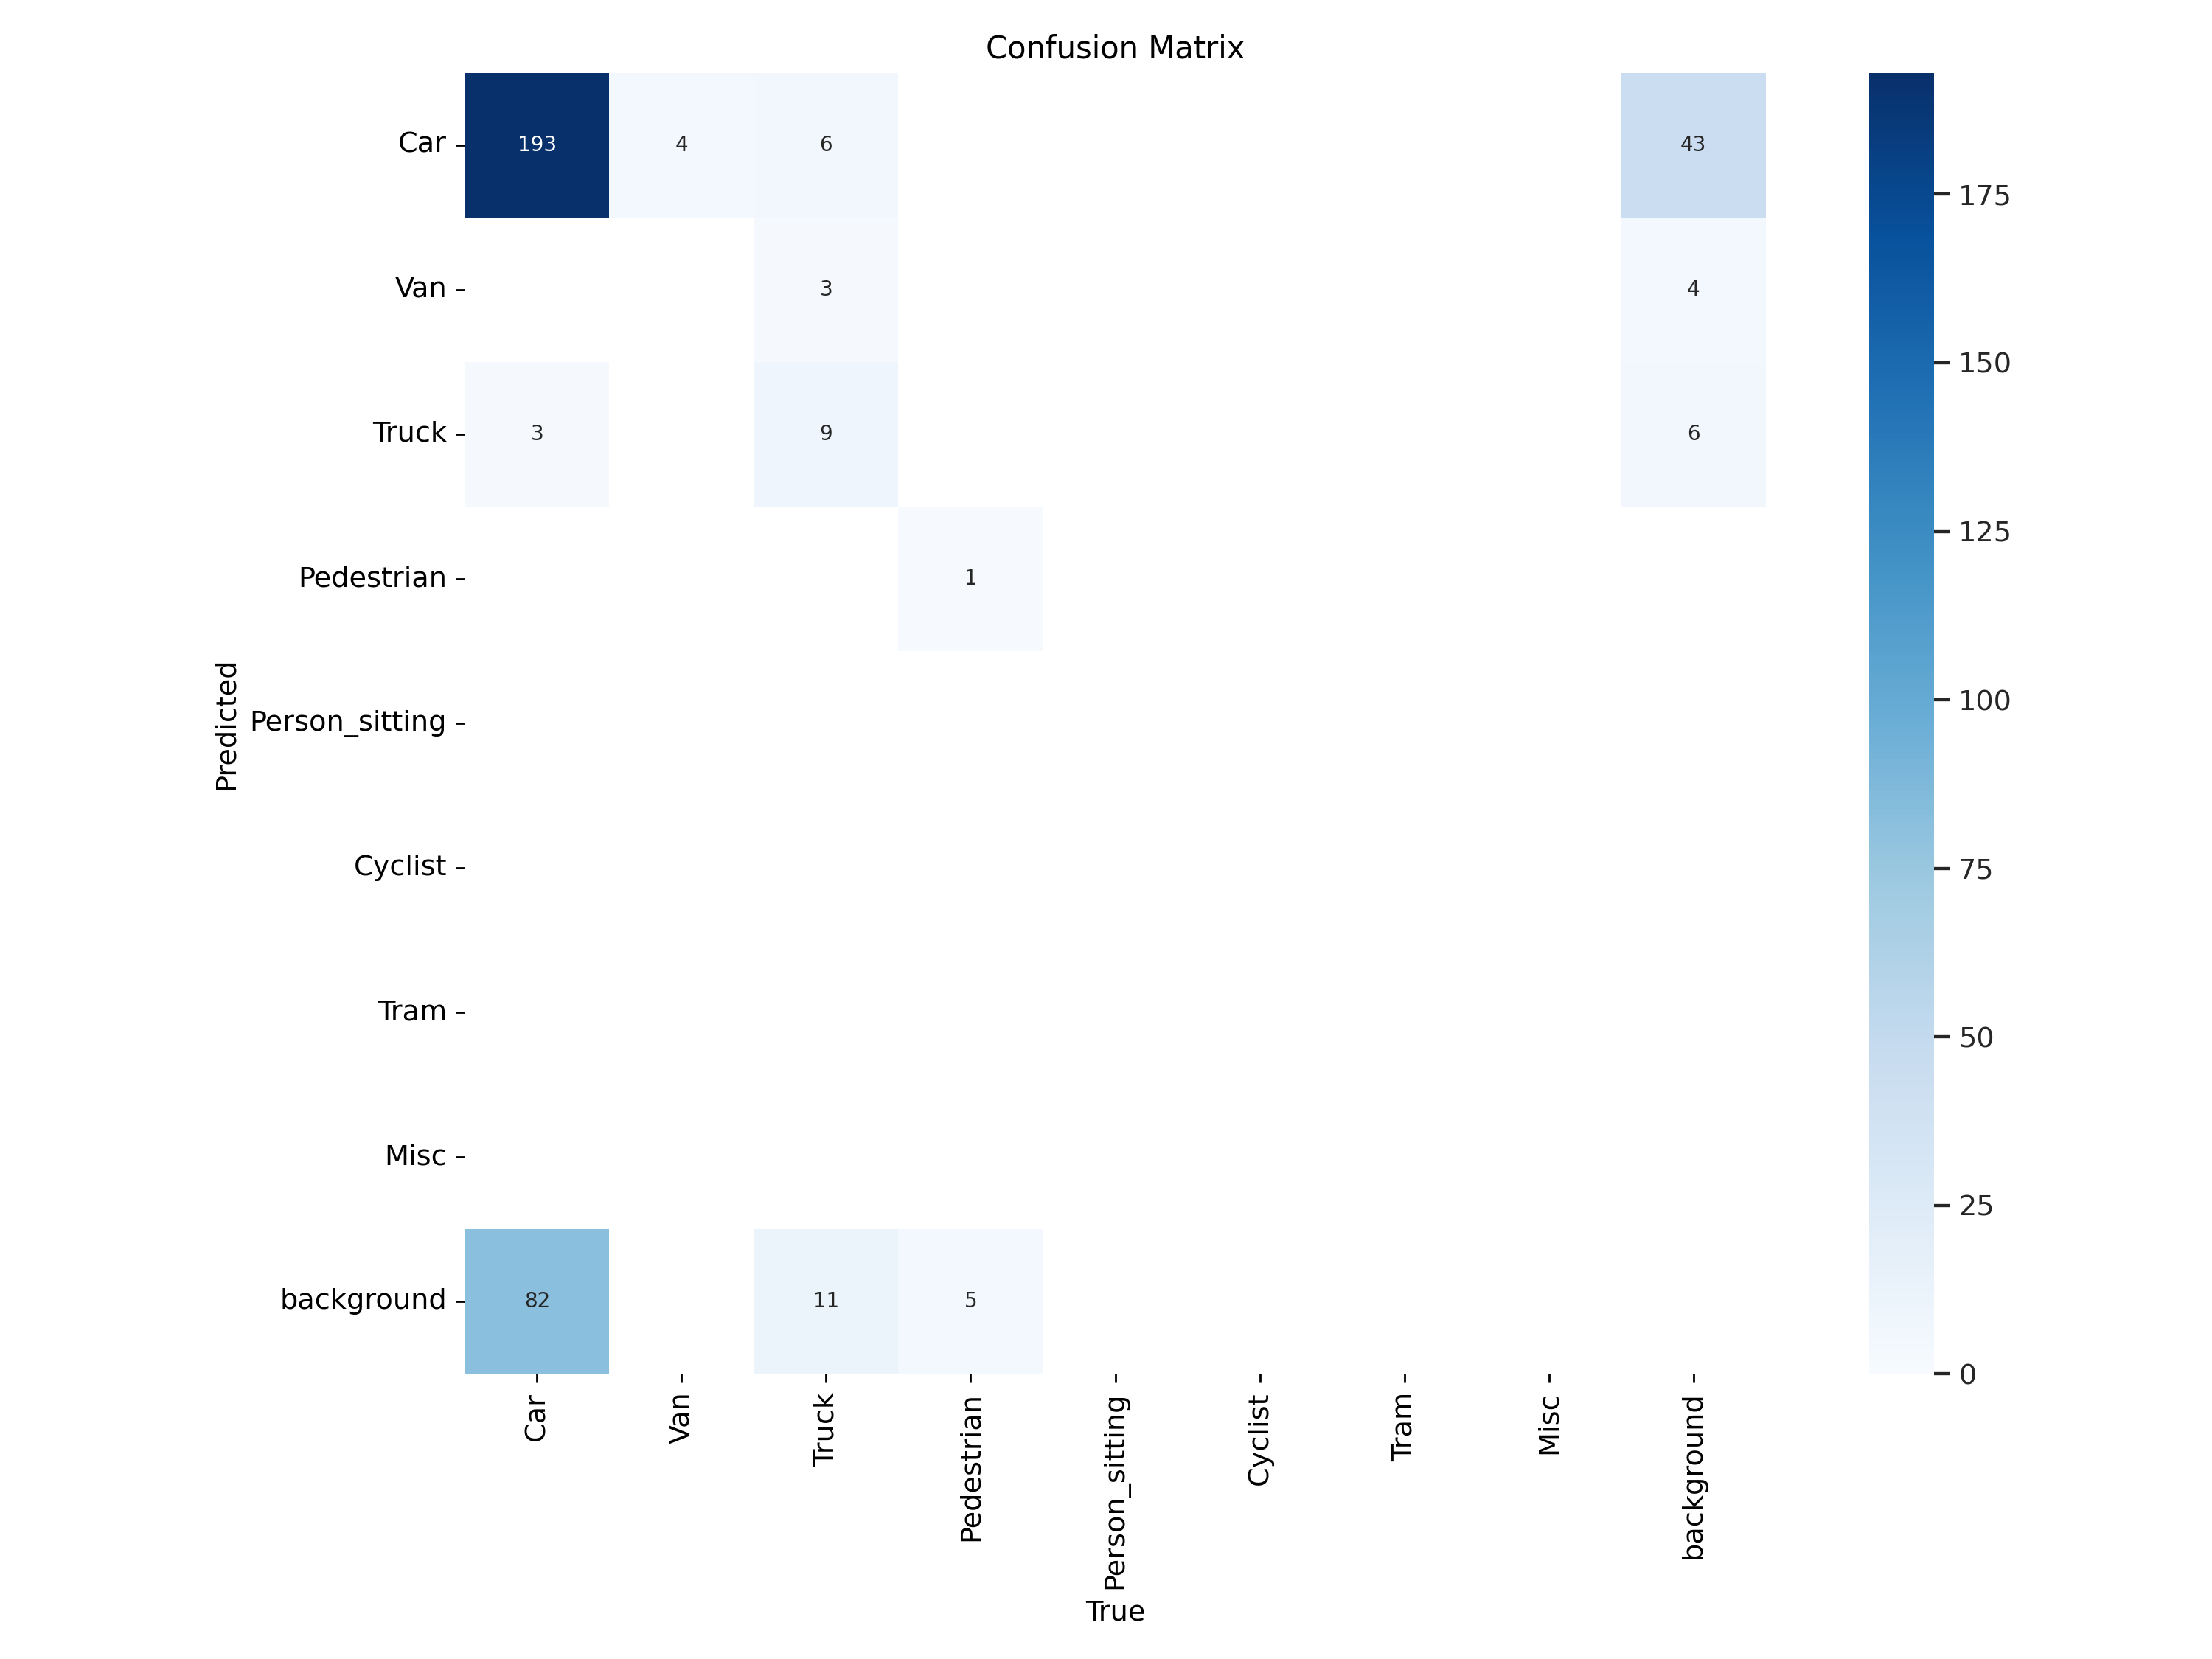 Confusion Matrix
Car 193 4 6 43
Van 3 4
Truck 3 9 6
Pedestrian 1
Person_sitting
Cyclist
Tram
Misc
background 82 11 5
Predicted
Car Van Truck Pedestrian Person_sitting Cyclist Tram Misc background
True
175
150
125
100
75
50
25
0